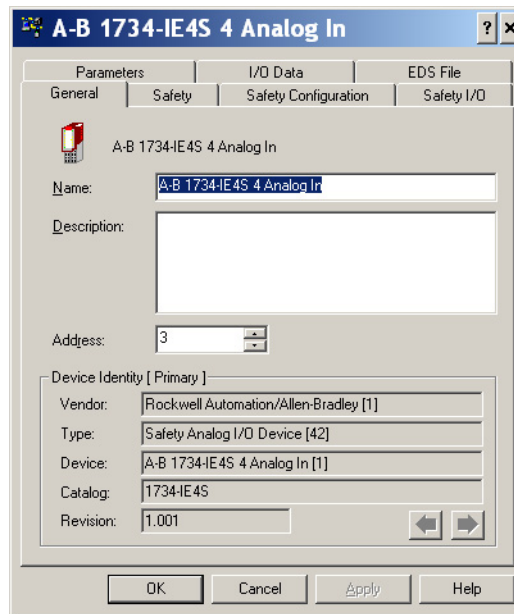 A-B 1734-IE4S 4 Analog In
Parameters I/O Data EDS File
General Safety Safety Configuration Safety I/O
A-B 1734-IE4S 4 Analog In
Name: A-B 1734-IE4S 4 Analog In
Description:
Address: 3
Device Identity [ Primary ]
Vendor: Rockwell Automation/Allen-Bradley [1]
Type: Safety Analog I/O Device [42]
Device: A-B 1734-IE4S 4 Analog In [1]
Catalog: 1734-IE4S
Revision: 1.001
OK Cancel Apply Help